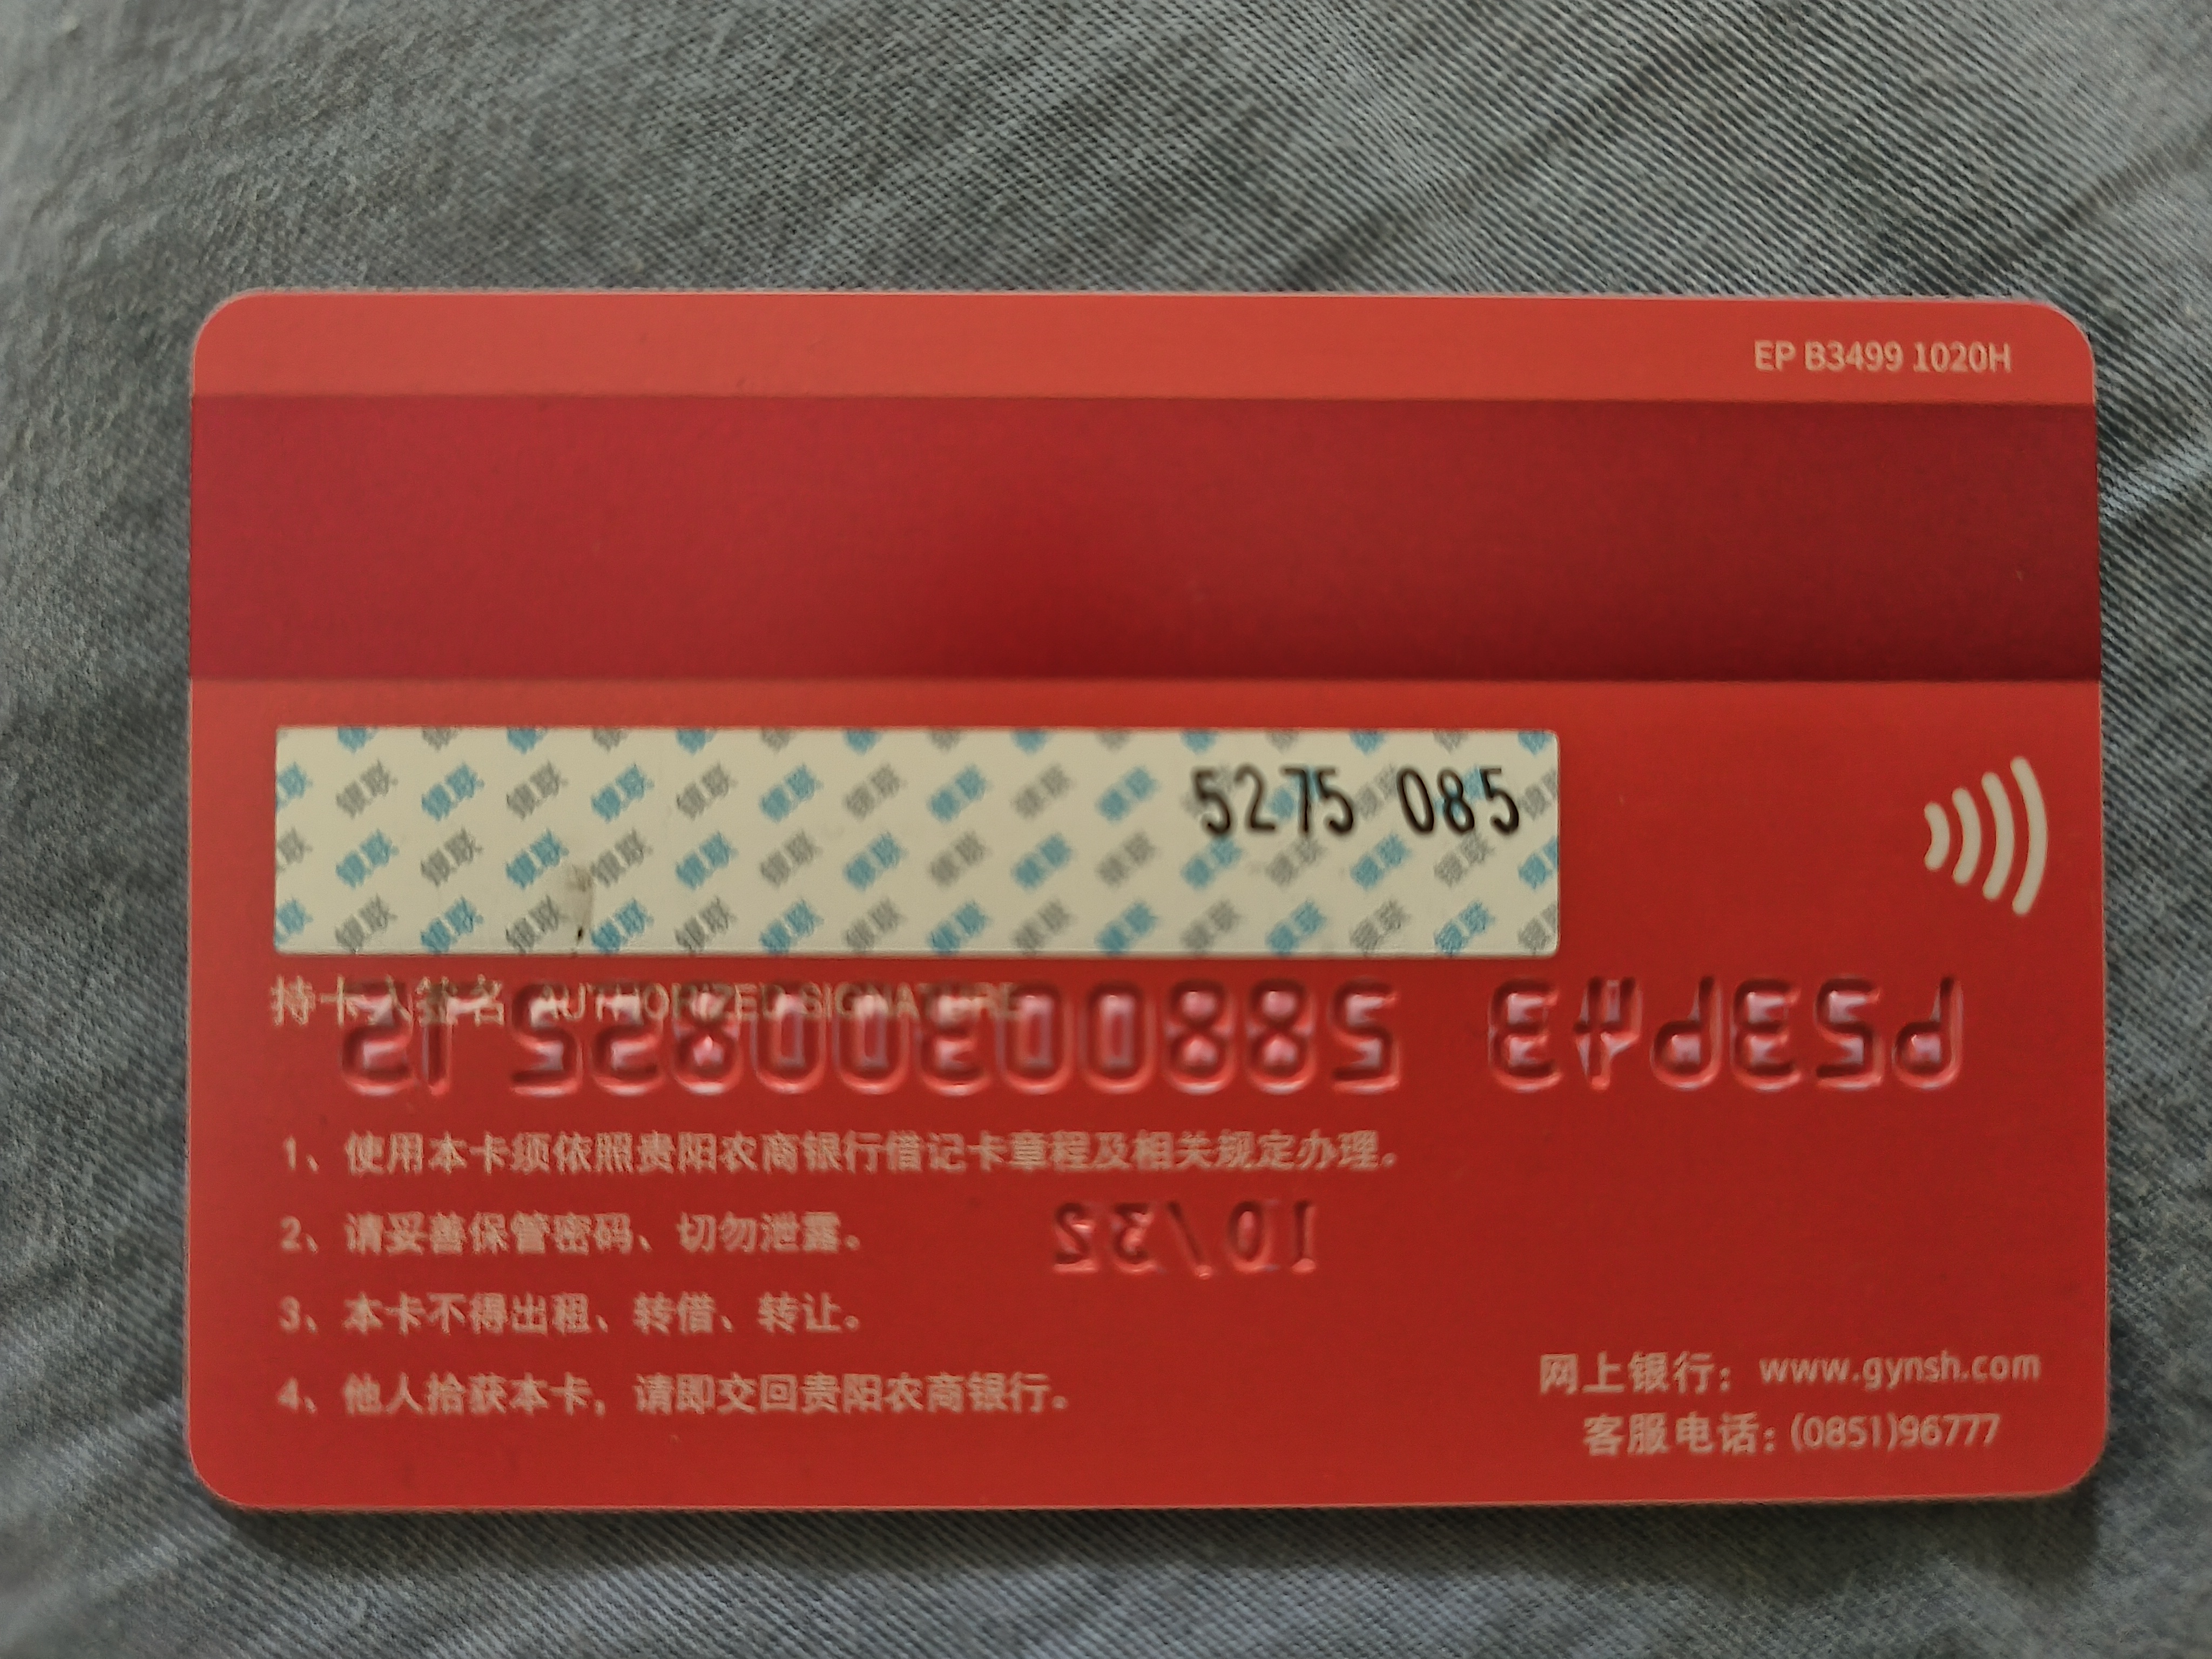 EP B3499 1020H
5275 085
持卡人签名 AUTHORIZED SIGNATURE
1、使用本卡须依照贵阳农商银行借记卡章程及相关规定办理。
10/32
2、请妥善保管密码、切勿泄露。
3、本卡不得出租、转借、转让。
4、他人拾获本卡，请即交回贵阳农商银行。
网上银行：www.gynsh.com
客服电话：(0851)96777